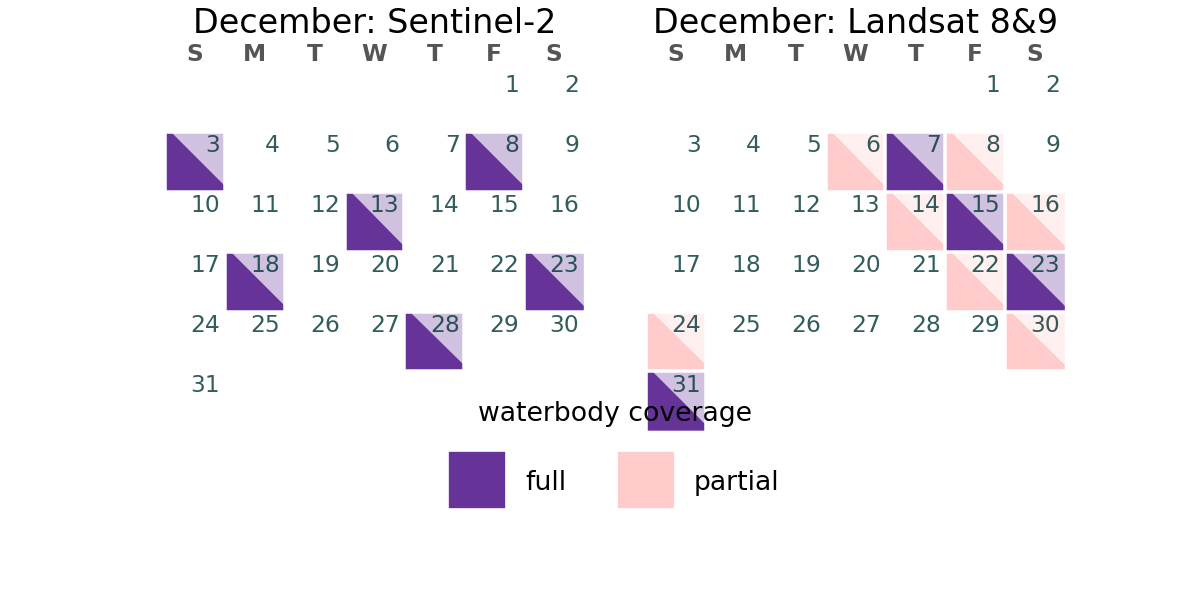 December: Sentinel-2
S M T W T F S
1 2
3 4 5 6 7 8 9
10 11 12 13 14 15 16
17 18 19 20 21 22 23
24 25 26 27 28 29 30
31
December: Landsat 8&9
S M T W T F S
1 2
3 4 5 6 7 8 9
10 11 12 13 14 15 16
17 18 19 20 21 22 23
24 25 26 27 28 29 30
31
waterbody coverage
full
partial